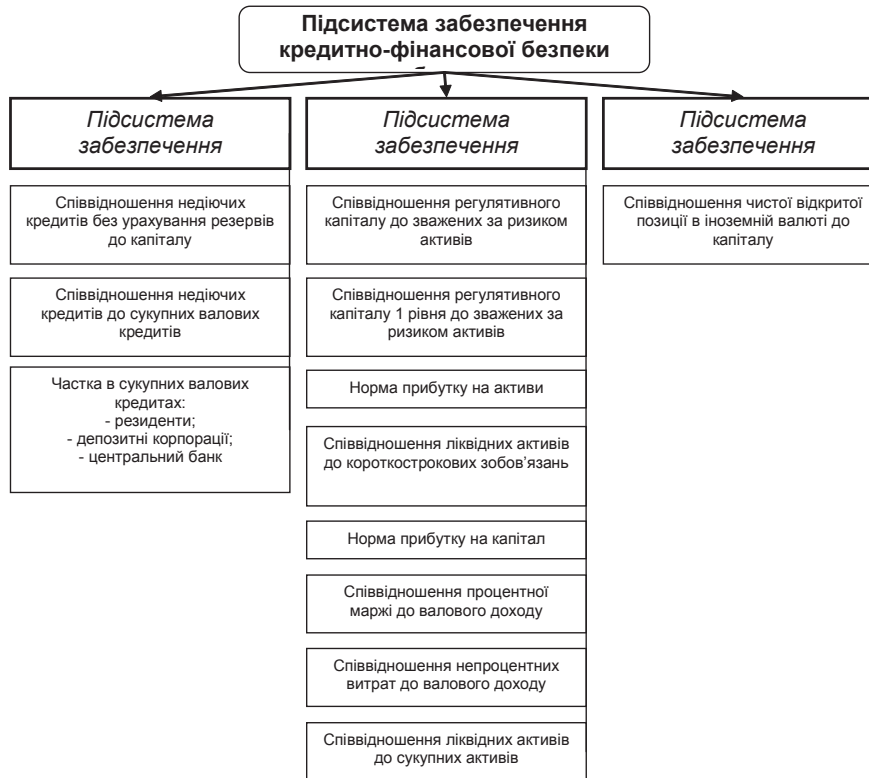 Підсистема забезпечення
кредитно-фінансової безпеки
Підсистема
забезпечення
Співвідношення недіючих
кредитів без урахування резервів
до капіталу
Співвідношення недіючих
кредитів до сукупних валових
кредитів
Частка в сукупних валових
кредитах:
- резиденти;
- депозитні корпорації;
- центральний банк
Підсистема
забезпечення
Співвідношення регулятивного
капіталу до зважених за ризиком
активів
Співвідношення регулятивного
капіталу 1 рівня до зважених за
ризиком активів
Норма прибутку на активи
Співвідношення ліквідних активів
до короткострокових зобов’язань
Норма прибутку на капітал
Співвідношення процентної
маржі до валового доходу
Співвідношення непроцентних
витрат до валового доходу
Співвідношення ліквідних активів
до сукупних активів
Підсистема
забезпечення
Співвідношення чистої відкритої
позиції в іноземній валюті до
капіталу